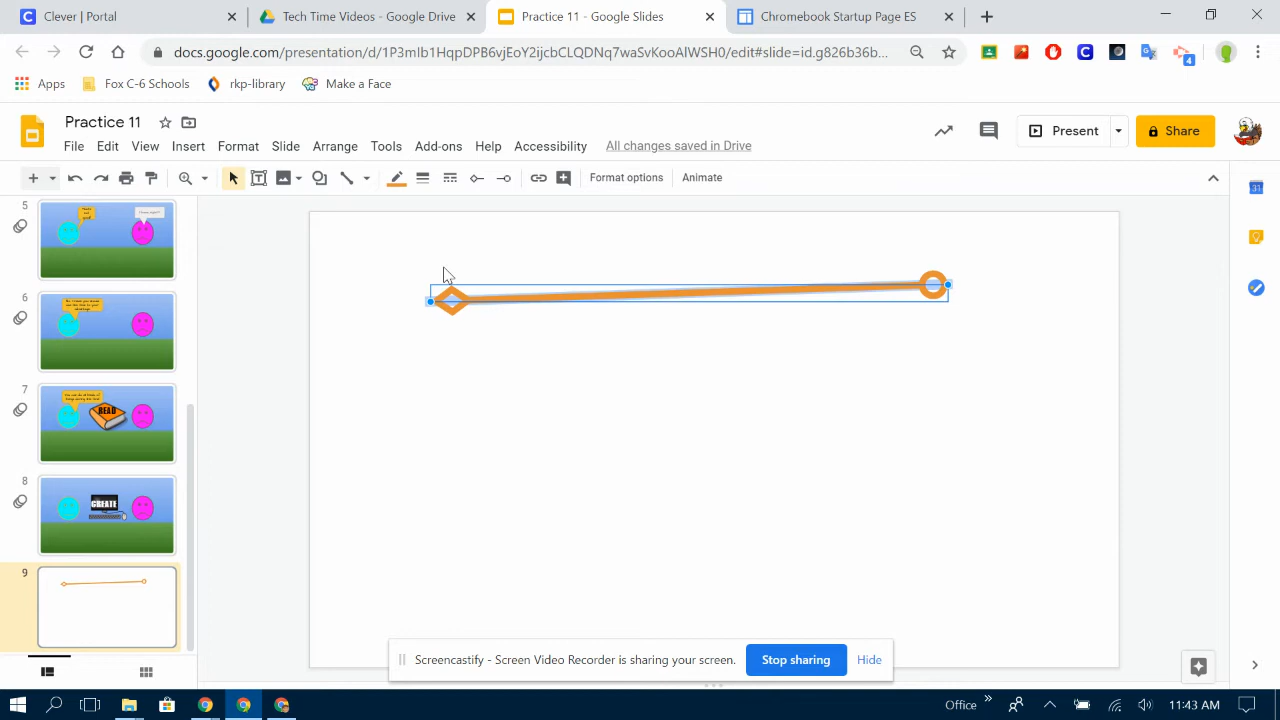 Clever | Portal
Tech Time Videos - Google Drive
Practice 11 - Google Slides
Chromebook Startup Page ES
docs.google.com/presentation/d/1P3mIb1HqpDPB6vjEoY2ijcbCLQDNq7waSvKooAlWSH0/edit#slide=id.g826b36b...
Apps
Fox C-6 Schools
rkp-library
Make a Face
4
Practice 11
Present
Share
File
Edit
View
Insert
Format
Slide
Arrange
Tools
Add-ons
Help
Accessibility
All changes saved in Drive
Format options
Animate
31
5
6
7
READ
8
CREATE
9
Screencastify - Screen Video Recorder is sharing your screen.
Stop sharing
Hide
Office
11:43 AM